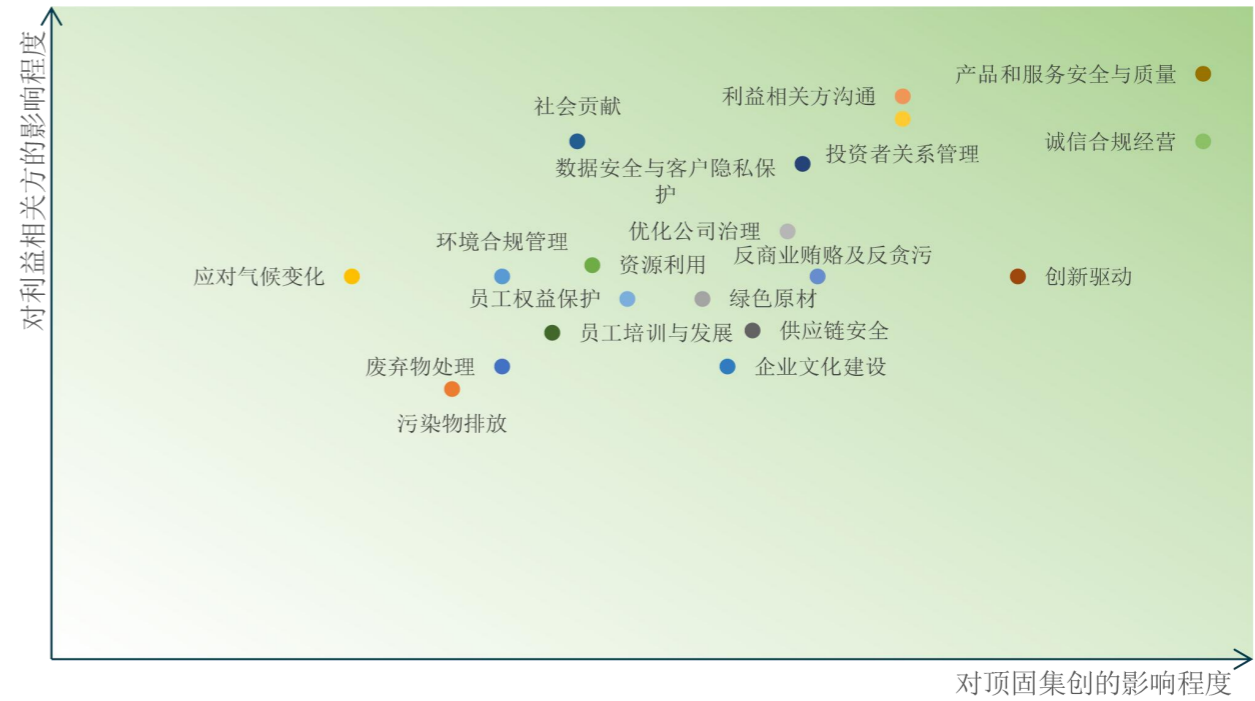 对利益相关方的影响程度
产品和服务安全与质量
利益相关方沟通
社会贡献
诚信合规经营
投资者关系管理
数据安全与客户隐私保
护
优化公司治理
环境合规管理
反商业贿赂及反贪污
资源利用
应对气候变化
创新驱动
员工权益保护
绿色原材
员工培训与发展
供应链安全
废弃物处理
企业文化建设
污染物排放
对顶固集创的影响程度